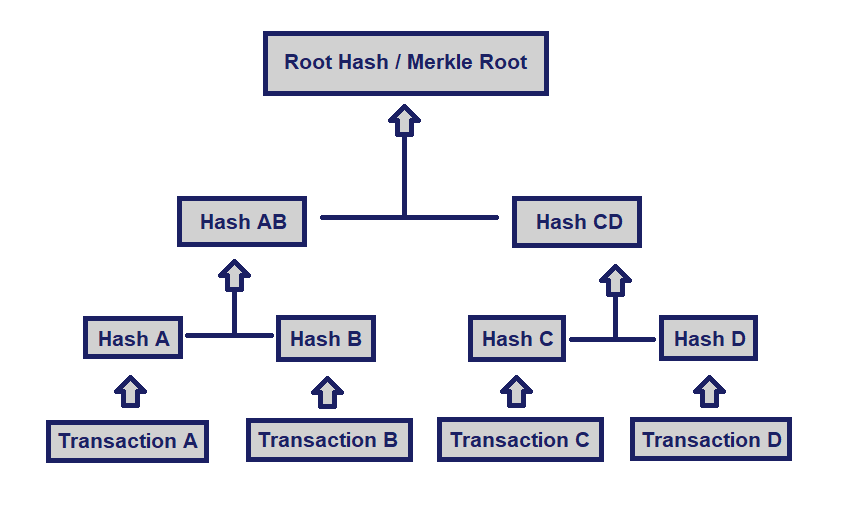 Root Hash / Merkle Root
Hash AB
Hash CD
Hash A
Hash B
Hash C
Hash D
Transaction A
Transaction B
Transaction C
Transaction D